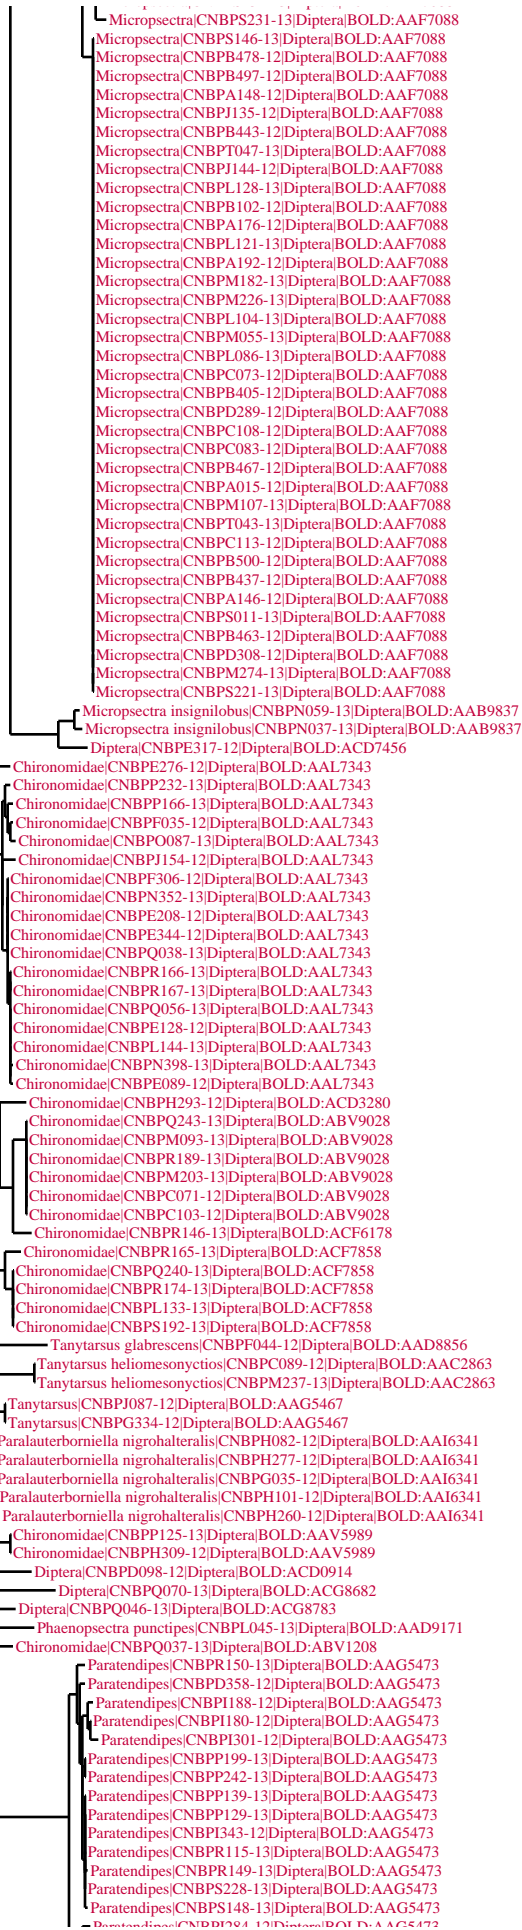 Micropsectra|CNBPS231-13|Diptera|BOLD:AAF7088
Micropsectra|CNBPS146-13|Diptera|BOLD:AAF7088
Micropsectra|CNBPB478-12|Diptera|BOLD:AAF7088
Micropsectra|CNBPB497-12|Diptera|BOLD:AAF7088
Micropsectra|CNBPA148-12|Diptera|BOLD:AAF7088
Micropsectra|CNBPJ135-12|Diptera|BOLD:AAF7088
Micropsectra|CNBPB443-12|Diptera|BOLD:AAF7088
Micropsectra|CNBPT047-13|Diptera|BOLD:AAF7088
Micropsectra|CNBPJ144-12|Diptera|BOLD:AAF7088
Micropsectra|CNBPL128-13|Diptera|BOLD:AAF7088
Micropsectra|CNBPB102-12|Diptera|BOLD:AAF7088
Micropsectra|CNBPA176-12|Diptera|BOLD:AAF7088
Micropsectra|CNBPL121-13|Diptera|BOLD:AAF7088
Micropsectra|CNBPA192-12|Diptera|BOLD:AAF7088
Micropsectra|CNBPM182-13|Diptera|BOLD:AAF7088
Micropsectra|CNBPM226-13|Diptera|BOLD:AAF7088
Micropsectra|CNBPL104-13|Diptera|BOLD:AAF7088
Micropsectra|CNBPM055-13|Diptera|BOLD:AAF7088
Micropsectra|CNBPL086-13|Diptera|BOLD:AAF7088
Micropsectra|CNBPC073-12|Diptera|BOLD:AAF7088
Micropsectra|CNBPB405-12|Diptera|BOLD:AAF7088
Micropsectra|CNBPD289-12|Diptera|BOLD:AAF7088
Micropsectra|CNBPC108-12|Diptera|BOLD:AAF7088
Micropsectra|CNBPC083-12|Diptera|BOLD:AAF7088
Micropsectra|CNBPB467-12|Diptera|BOLD:AAF7088
Micropsectra|CNBPA015-12|Diptera|BOLD:AAF7088
Micropsectra|CNBPM107-13|Diptera|BOLD:AAF7088
Micropsectra|CNBPT043-13|Diptera|BOLD:AAF7088
Micropsectra|CNBPC113-12|Diptera|BOLD:AAF7088
Micropsectra|CNBPB500-12|Diptera|BOLD:AAF7088
Micropsectra|CNBPB437-12|Diptera|BOLD:AAF7088
Micropsectra|CNBPA146-12|Diptera|BOLD:AAF7088
Micropsectra|CNBPS011-13|Diptera|BOLD:AAF7088
Micropsectra|CNBPB463-12|Diptera|BOLD:AAF7088
Micropsectra|CNBPD308-12|Diptera|BOLD:AAF7088
Micropsectra|CNBPM274-13|Diptera|BOLD:AAF7088
Micropsectra|CNBPS221-13|Diptera|BOLD:AAF7088
Micropsectra insignilobus|CNBPN059-13|Diptera|BOLD:AAB9837
Micropsectra insignilobus|CNBPN037-13|Diptera|BOLD:AAB9837
Diptera|CNBPE317-12|Diptera|BOLD:ACD7456
Chironomidae|CNBPE276-12|Diptera|BOLD:AAL7343
Chironomidae|CNBPP232-13|Diptera|BOLD:AAL7343
Chironomidae|CNBPP166-13|Diptera|BOLD:AAL7343
Chironomidae|CNBPF035-12|Diptera|BOLD:AAL7343
Chironomidae|CNBPO087-13|Diptera|BOLD:AAL7343
Chironomidae|CNBPJ154-12|Diptera|BOLD:AAL7343
Chironomidae|CNBPF306-12|Diptera|BOLD:AAL7343
Chironomidae|CNBPN352-13|Diptera|BOLD:AAL7343
Chironomidae|CNBPE208-12|Diptera|BOLD:AAL7343
Chironomidae|CNBPE344-12|Diptera|BOLD:AAL7343
Chironomidae|CNBPQ038-13|Diptera|BOLD:AAL7343
Chironomidae|CNBPR166-13|Diptera|BOLD:AAL7343
Chironomidae|CNBPR167-13|Diptera|BOLD:AAL7343
Chironomidae|CNBPQ056-13|Diptera|BOLD:AAL7343
Chironomidae|CNBPE128-12|Diptera|BOLD:AAL7343
Chironomidae|CNBPL144-13|Diptera|BOLD:AAL7343
Chironomidae|CNBPN398-13|Diptera|BOLD:AAL7343
Chironomidae|CNBPE089-12|Diptera|BOLD:AAL7343
Chironomidae|CNBPH293-12|Diptera|BOLD:ACD3280
Chironomidae|CNBPQ243-13|Diptera|BOLD:ABV9028
Chironomidae|CNBPM093-13|Diptera|BOLD:ABV9028
Chironomidae|CNBPR189-13|Diptera|BOLD:ABV9028
Chironomidae|CNBPM203-13|Diptera|BOLD:ABV9028
Chironomidae|CNBPC071-12|Diptera|BOLD:ABV9028
Chironomidae|CNBPC103-12|Diptera|BOLD:ABV9028
Chironomidae|CNBPR146-13|Diptera|BOLD:ACF6178
Chironomidae|CNBPR165-13|Diptera|BOLD:ACF7858
Chironomidae|CNBPQ240-13|Diptera|BOLD:ACF7858
Chironomidae|CNBPR174-13|Diptera|BOLD:ACF7858
Chironomidae|CNBPL133-13|Diptera|BOLD:ACF7858
Chironomidae|CNBPS192-13|Diptera|BOLD:ACF7858
Tanytarsus glabrescens|CNBPF044-12|Diptera|BOLD:AAD8856
Tanytarsus heliomesonyctios|CNBPC089-12|Diptera|BOLD:AAC2863
Tanytarsus heliomesonyctios|CNBPM237-13|Diptera|BOLD:AAC2863
Tanytarsus|CNBPJ087-12|Diptera|BOLD:AAG5467
Tanytarsus|CNBPG334-12|Diptera|BOLD:AAG5467
Paralauterborniella nigrohalteralis|CNBPH082-12|Diptera|BOLD:AAI6341
Paralauterborniella nigrohalteralis|CNBPH277-12|Diptera|BOLD:AAI6341
Paralauterborniella nigrohalteralis|CNBPG035-12|Diptera|BOLD:AAI6341
Paralauterborniella nigrohalteralis|CNBPH101-12|Diptera|BOLD:AAI6341
Paralauterborniella nigrohalteralis|CNBPH260-12|Diptera|BOLD:AAI6341
Chironomidae|CNBPP125-13|Diptera|BOLD:AAV5989
Chironomidae|CNBPH309-12|Diptera|BOLD:AAV5989
Diptera|CNBPD098-12|Diptera|BOLD:ACD0914
Diptera|CNBPQ070-13|Diptera|BOLD:ACG8682
Diptera|CNBPQ046-13|Diptera|BOLD:ACG8783
Phaenopsectra punctipes|CNBPL045-13|Diptera|BOLD:AAD9171
Chironomidae|CNBPQ037-13|Diptera|BOLD:ABV1208
Paratendipes|CNBPR150-13|Diptera|BOLD:AAG5473
Paratendipes|CNBPD358-12|Diptera|BOLD:AAG5473
Paratendipes|CNBPI188-12|Diptera|BOLD:AAG5473
Paratendipes|CNBPI180-12|Diptera|BOLD:AAG5473
Paratendipes|CNBPI301-12|Diptera|BOLD:AAG5473
Paratendipes|CNBPP199-13|Diptera|BOLD:AAG5473
Paratendipes|CNBPP242-13|Diptera|BOLD:AAG5473
Paratendipes|CNBPP139-13|Diptera|BOLD:AAG5473
Paratendipes|CNBPP129-13|Diptera|BOLD:AAG5473
Paratendipes|CNBPI343-12|Diptera|BOLD:AAG5473
Paratendipes|CNBPR115-13|Diptera|BOLD:AAG5473
Paratendipes|CNBPR149-13|Diptera|BOLD:AAG5473
Paratendipes|CNBPS228-13|Diptera|BOLD:AAG5473
Paratendipes|CNBPS148-13|Diptera|BOLD:AAG5473
Paratendipes|CNBPI284-12|Diptera|BOLD:AAG5473